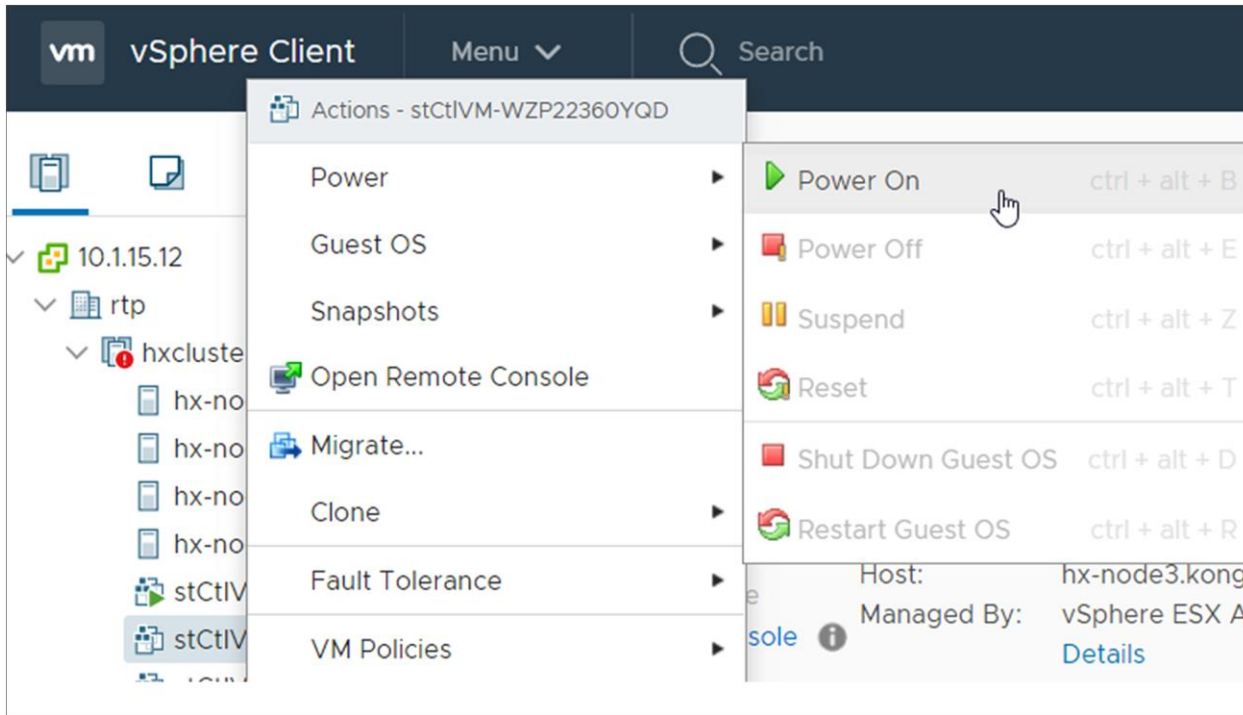 vm vSphere Client Menu Search
Actions - stCtlVM-WZP22360YQD
Power
Guest OS
Snapshots
Open Remote Console
Migrate...
Clone
Fault Tolerance
VM Policies
Power On ctrl + alt + B
Power Off ctrl + alt + E
Suspend ctrl + alt + Z
Reset ctrl + alt + T
Shut Down Guest OS ctrl + alt + D
Restart Guest OS ctrl + alt + R
10.1.15.12
rtp
hxcluste
hx-no
hx-no
hx-no
hx-no
stCtlV
stCtlV
Host: hx-node3.kong
Managed By: vSphere ESX A
sole
Details